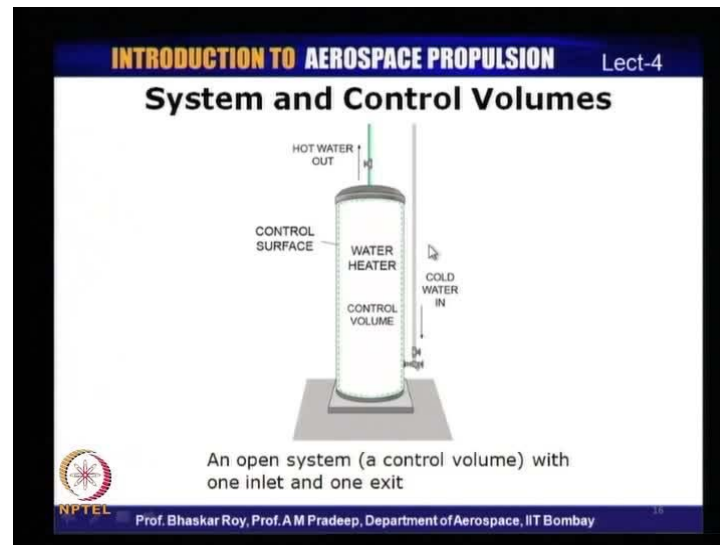 INTRODUCTION TO AEROSPACE PROPULSION Lect-4
System and Control Volumes
HOT WATER
OUT
CONTROL
SURFACE
WATER
HEATER
COLD
WATER
IN
CONTROL
VOLUME
An open system (a control volume) with
one inlet and one exit
NPTEL
Prof. Bhaskar Roy, Prof. A M Pradeep, Department of Aerospace, IIT Bombay
16